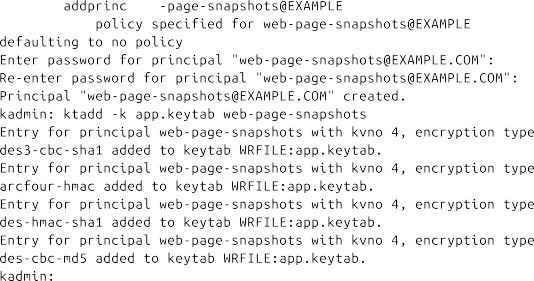 addprinc -page-snapshots@EXAMPLE
policy specified for web-page-snapshots@EXAMPLE
defaulting to no policy
Enter password for principal "web-page-snapshots@EXAMPLE.COM":
Re-enter password for principal "web-page-snapshots@EXAMPLE.COM":
Principal "web-page-snapshots@EXAMPLE.COM" created.
kadmin: ktadd -k app.keytab web-page-snapshots
Entry for principal web-page-snapshots with kvno 4, encryption type
des3-cbc-sha1 added to keytab WRFILE:app.keytab.
Entry for principal web-page-snapshots with kvno 4, encryption type
arcfour-hmac added to keytab WRFILE:app.keytab.
Entry for principal web-page-snapshots with kvno 4, encryption type
des-hmac-sha1 added to keytab WRFILE:app.keytab.
Entry for principal web-page-snapshots with kvno 4, encryption type
des-cbc-md5 added to keytab WRFILE:app.keytab.
kadmin: